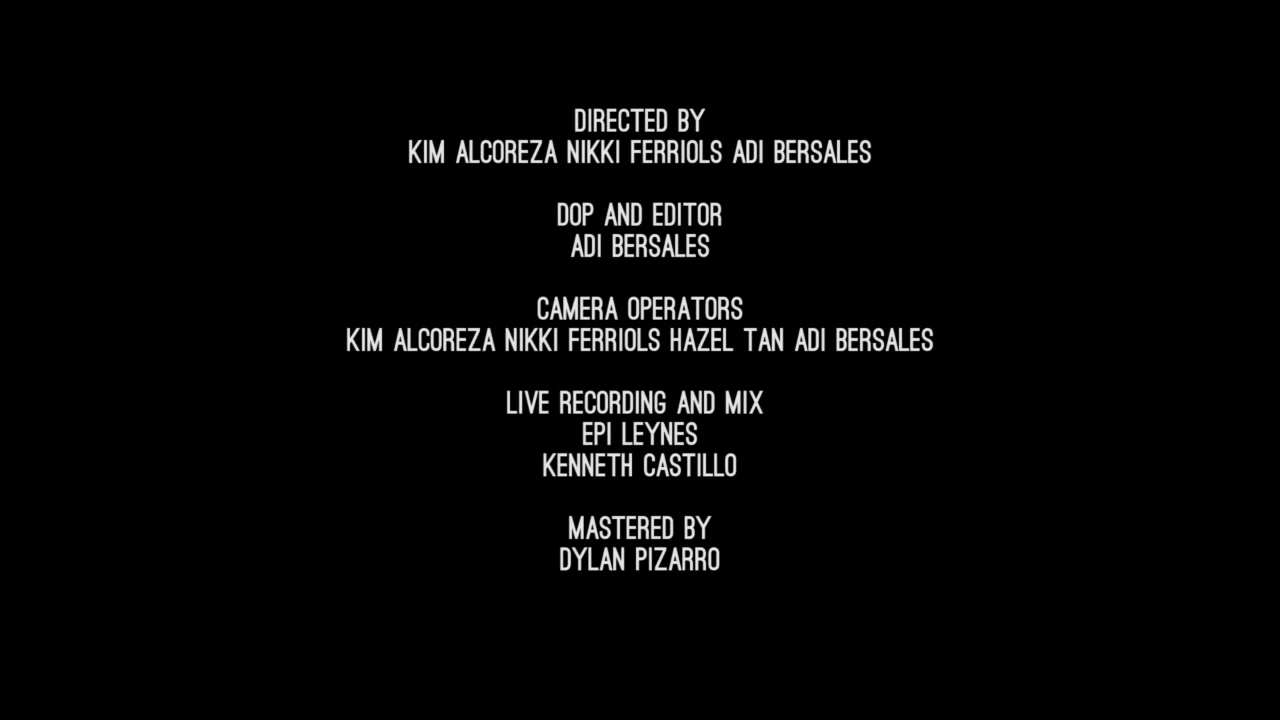 DIRECTED BY
KIM ALCOREZA NIKKI FERRIOLS ADI BERSALES
DOP AND EDITOR
ADI BERSALES
CAMERA OPERATORS
KIM ALCOREZA NIKKI FERRIOLS HAZEL TAN ADI BERSALES
LIVE RECORDING AND MIX
EPI LEYNES
KENNETH CASTILLO
MASTERED BY
DYLAN PIZARRO